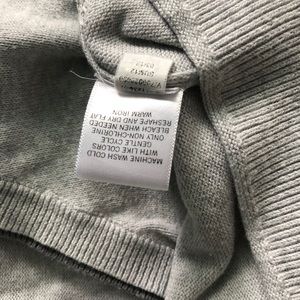 MACHINE WASH COLD
WITH LIKE COLORS
GENTLE CYCLE
ONLY NON-CHLORINE
BLEACH WHEN NEEDED
RESHAPE AND DRY FLAT
WARM IRON